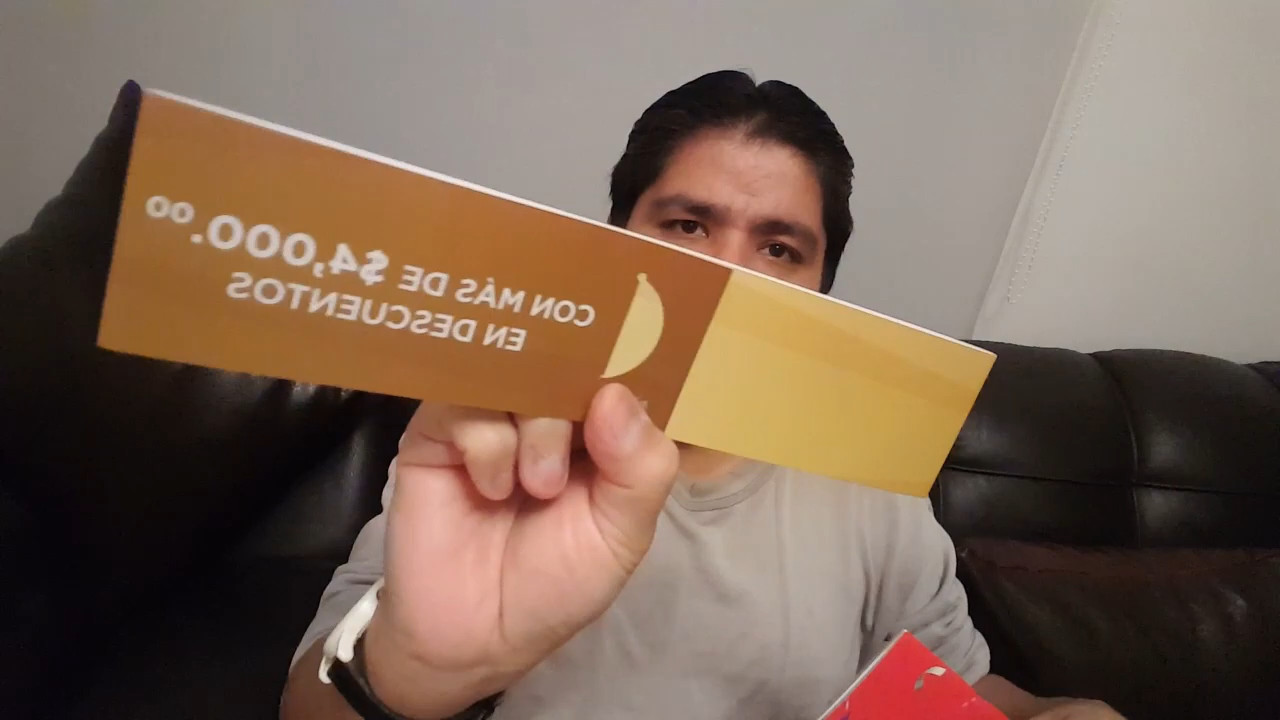 CON MÁS DE $4,000.00
EN DESCUENTOS